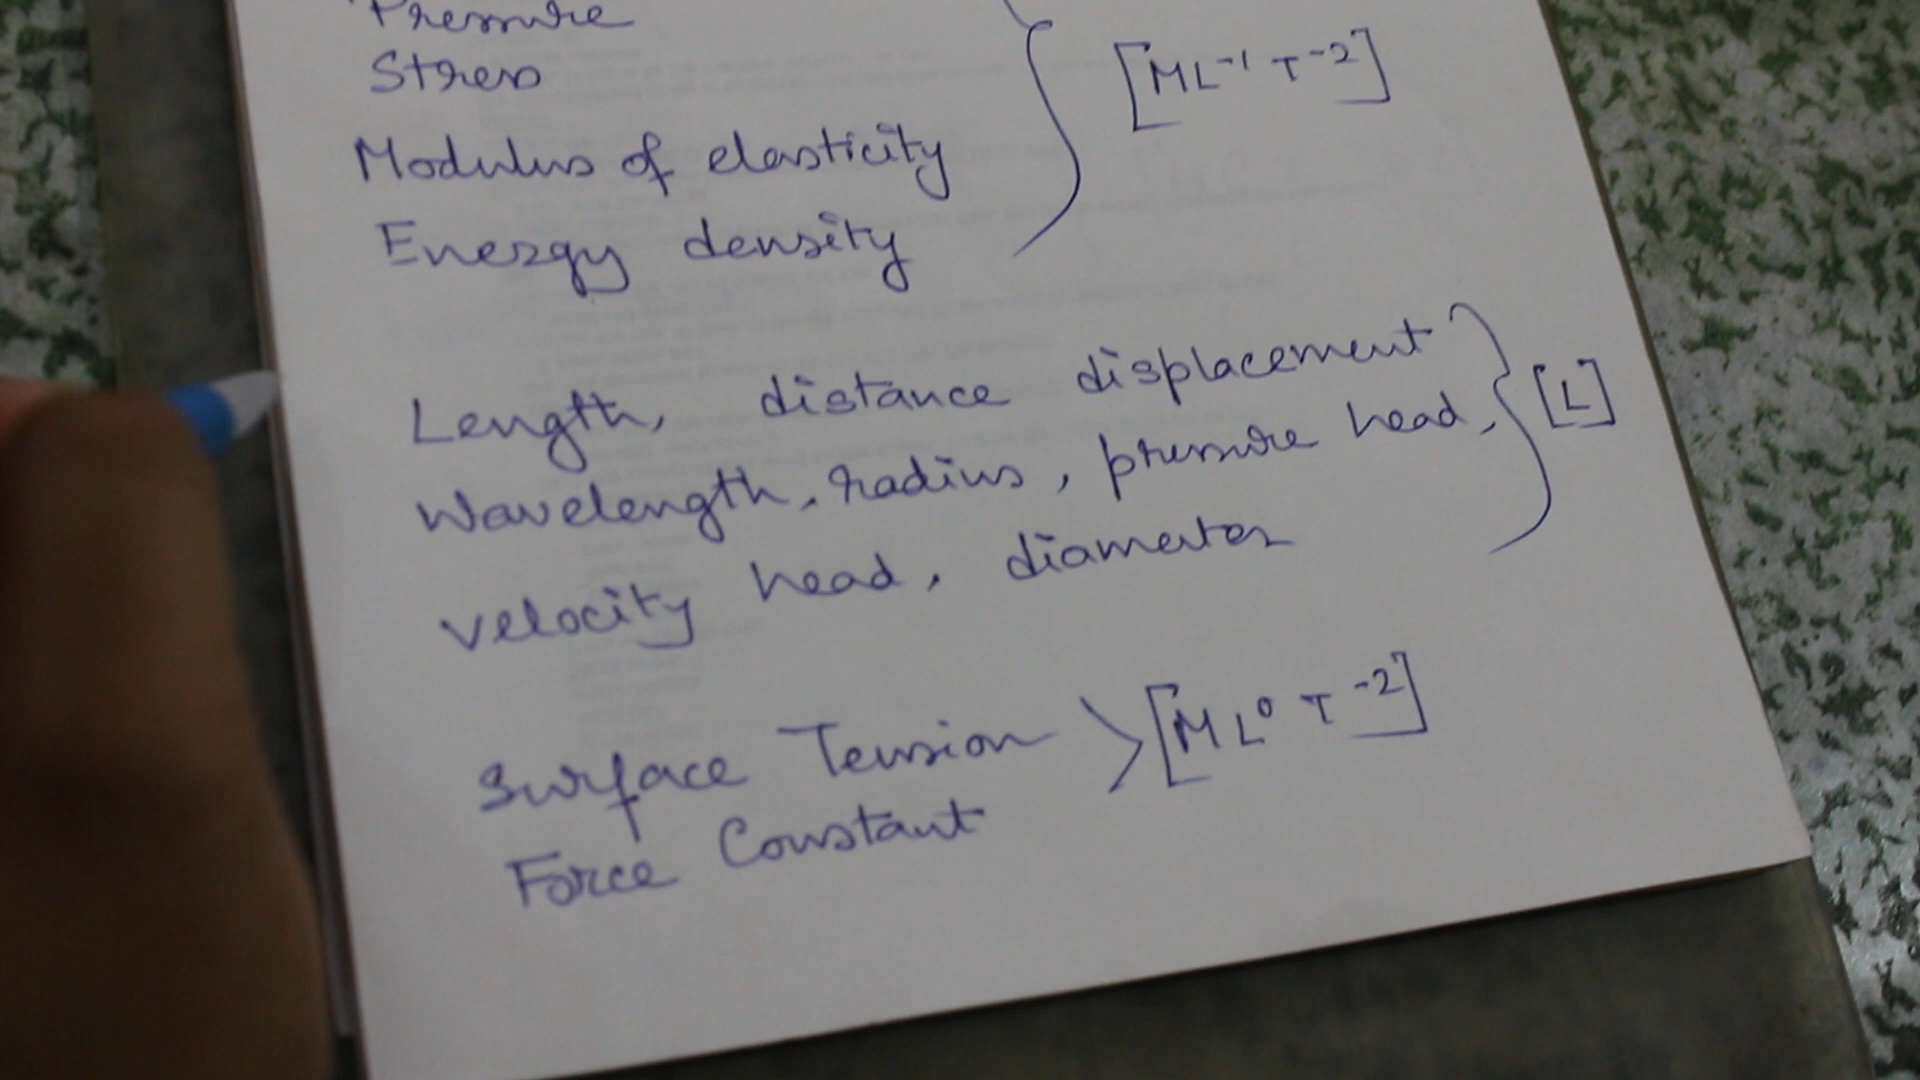 Pressure
Stress
Modulus of elasticity
Energy density
[ML⁻¹ T⁻²]
Length, distance displacement
Wavelength, radius, pressure head,
velocity head, diameter
[L]
Surface Tension
Force Constant
[M L⁰ T⁻²]